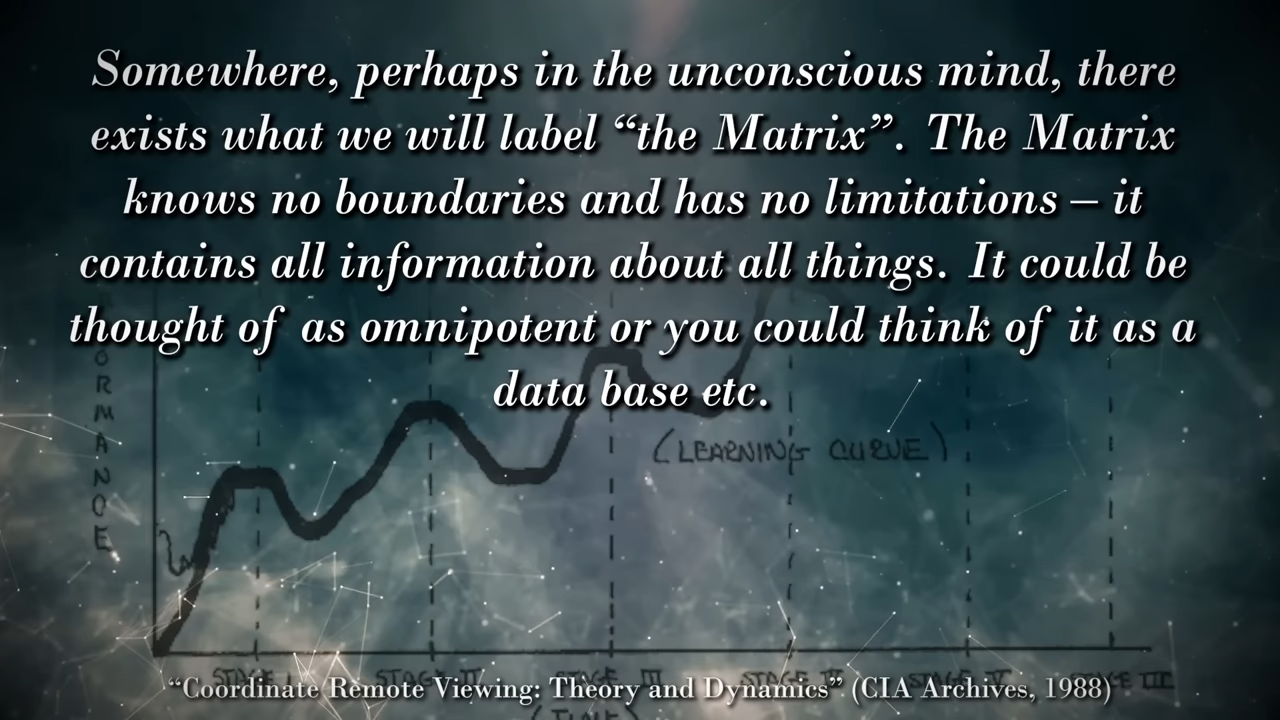 Somewhere, perhaps in the unconscious mind, there
exists what we will label “the Matrix”. The Matrix
knows no boundaries and has no limitations – it
contains all information about all things. It could be
thought of as omnipotent or you could think of it as a
data base etc.
(LEARNING CURVE)
STAGE III
“Coordinate Remote Viewing: Theory and Dynamics” (CIA Archives, 1988)
(TIME)